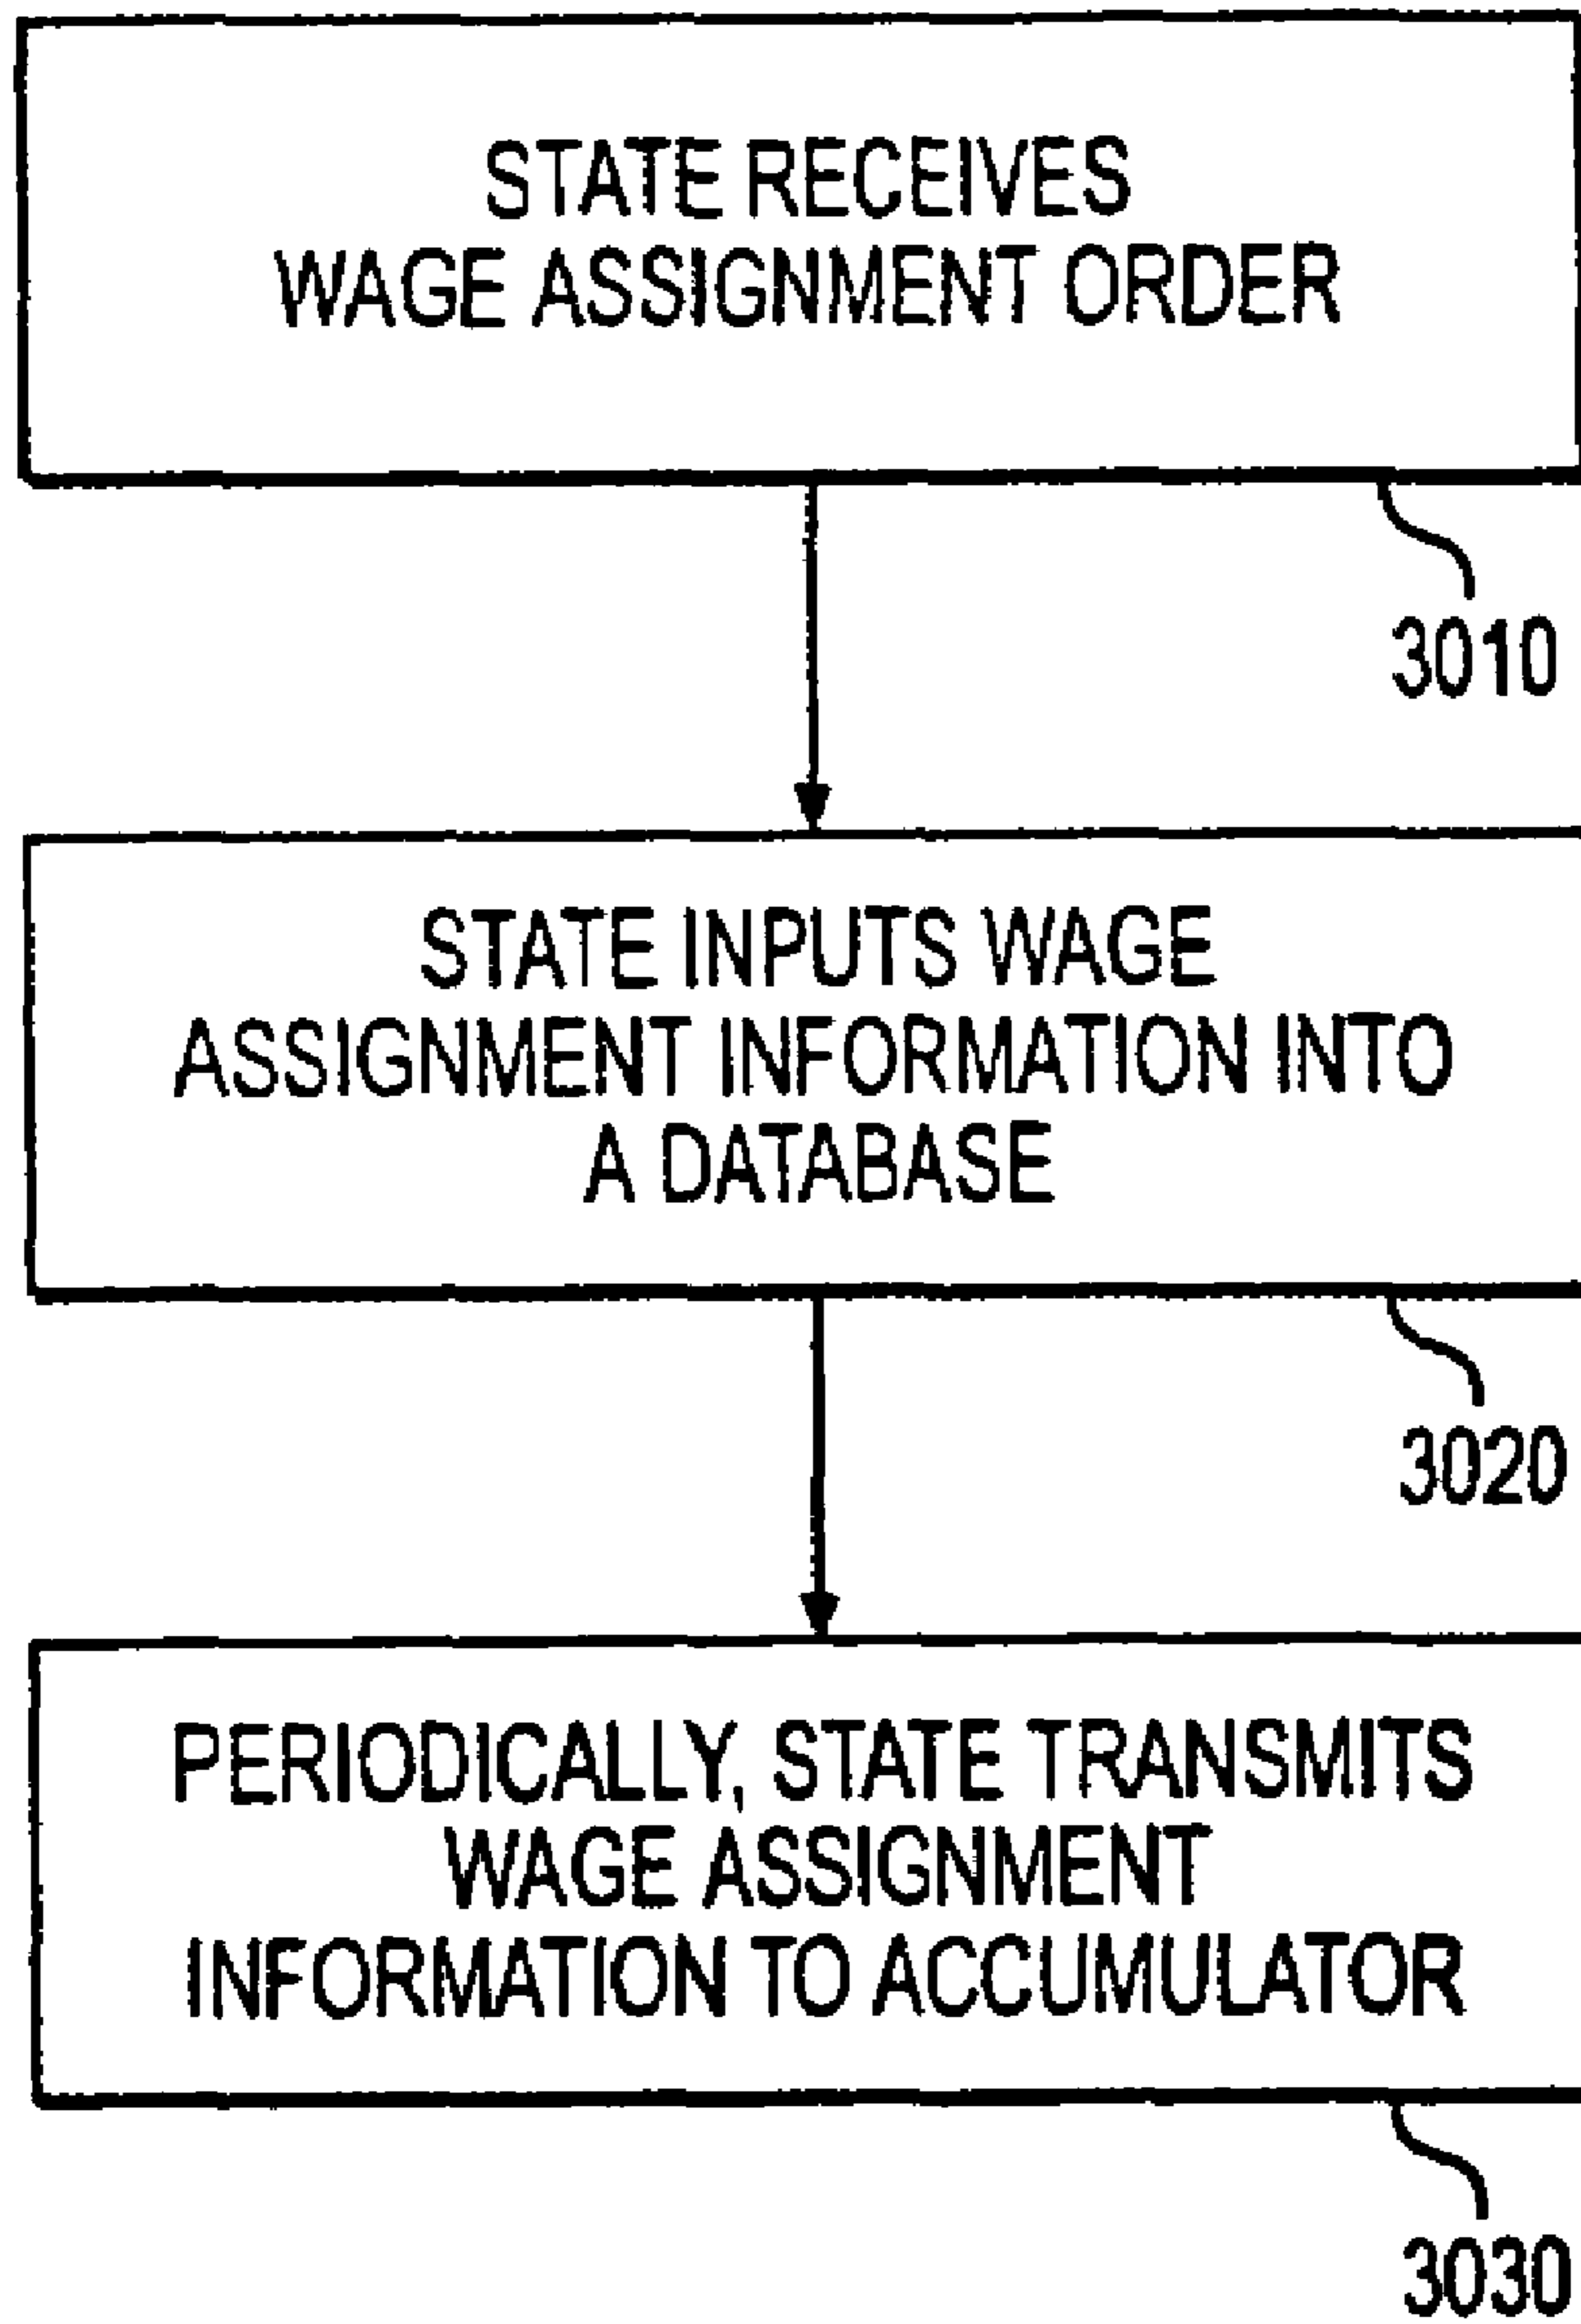 STATE RECEIVES
WAGE ASSIGNMENT ORDER
3010
STATE INPUTS WAGE
ASSIGNMENT INFORMATION INTO
A DATABASE
3020
PERIODICALLY, STATE TRANSMITS
WAGE ASSIGNMENT
INFORMATION TO ACCUMULATOR
3030